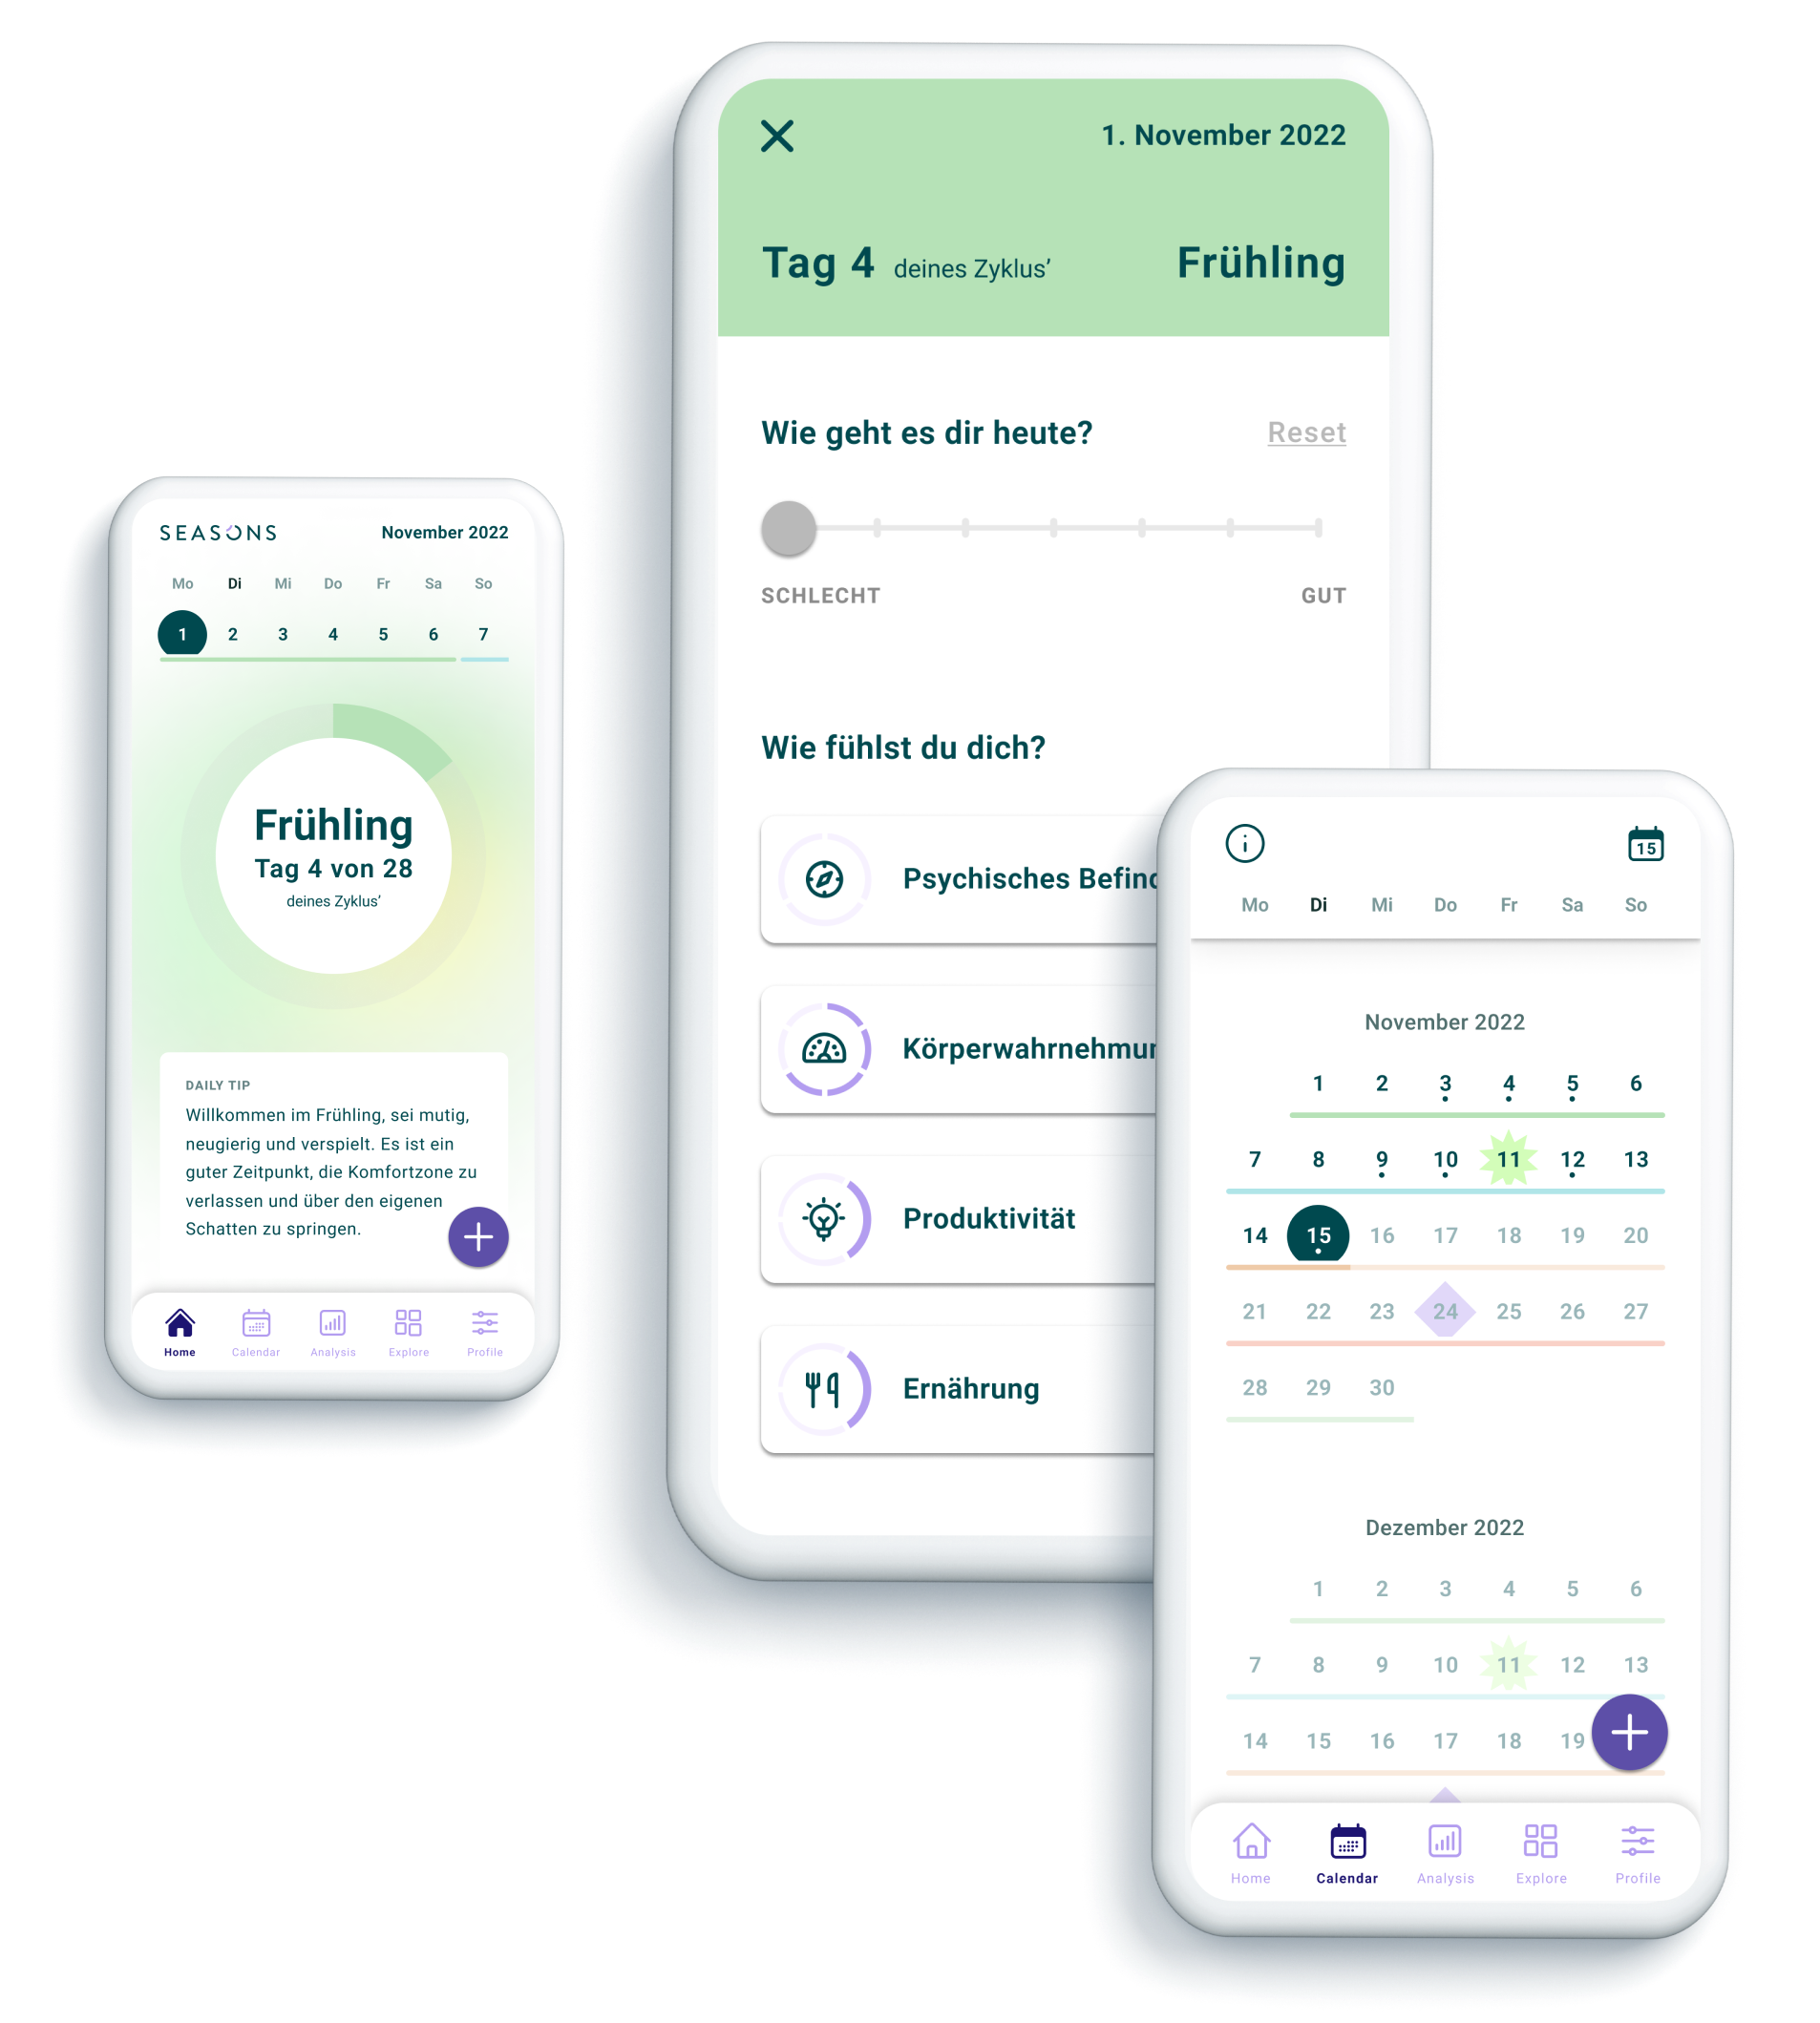 SEASONS November 2022
Mo Di Mi Do Fr Sa So
1 2 3 4 5 6 7
Frühling
Tag 4 von 28
deines Zyklus’
DAILY TIP
Willkommen im Frühling, sei mutig,
neugierig und verspielt. Es ist ein
guter Zeitpunkt, die Komfortzone zu
verlassen und über den eigenen
Schatten zu springen.
Home Calendar Analysis Explore Profile
1. November 2022
Tag 4 deines Zyklus’ Frühling
Wie geht es dir heute? Reset
SCHLECHT GUT
Wie fühlst du dich?
Psychisches
Produktivität
Ernährung
15
Mo Di Mi Do Fr Sa So
November 2022
1 2 3 4 5 6
7 8 9 10 11 12 13
14 15 16 17 18 19 20
21 22 23 24 25 26 27
28 29 30
Dezember 2022
1 2 3 4 5 6
7 8 9 10 11 12 13
14 15 16 17 18 19
Home Calendar Analysis Explore Profile